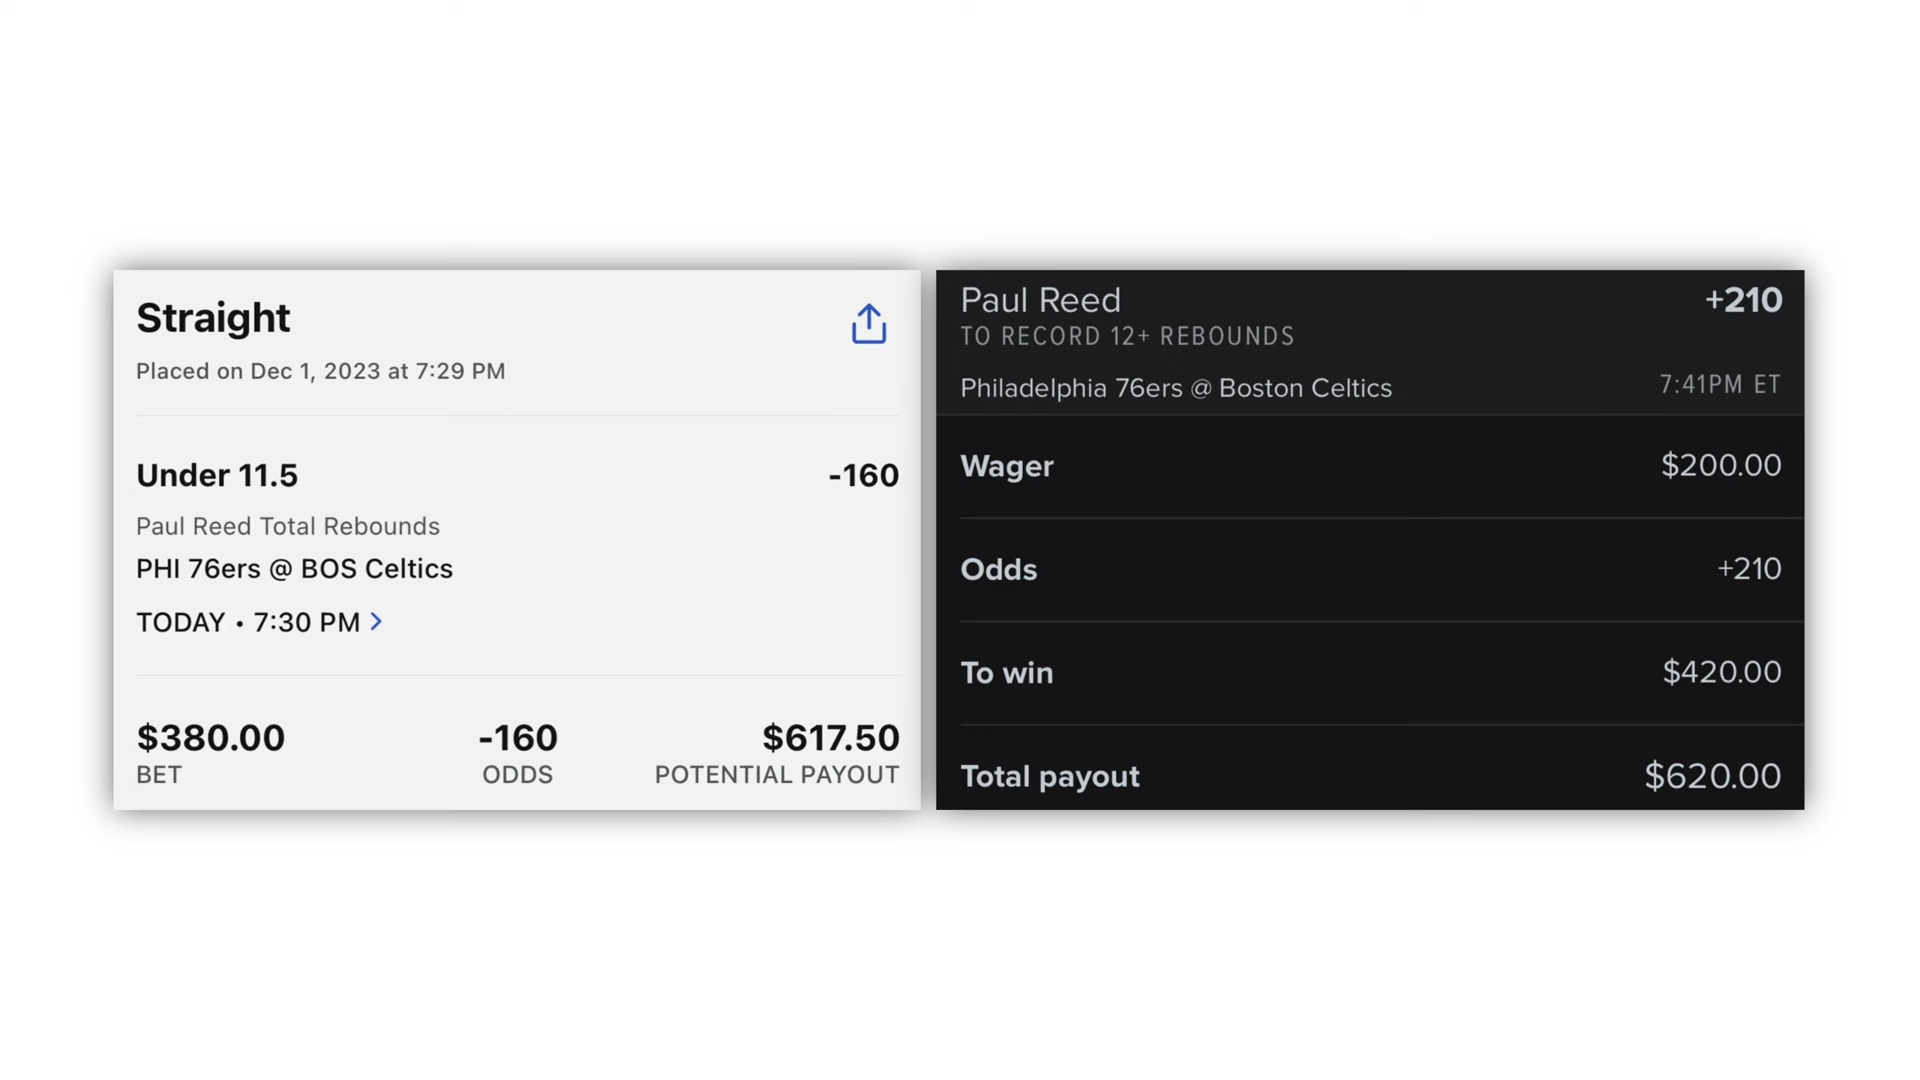 Straight
Placed on Dec 1, 2023 at 7:29 PM
Under 11.5 -160
Paul Reed Total Rebounds
PHI 76ers @ BOS Celtics
TODAY • 7:30 PM >
$380.00 -160 $617.50
BET ODDS POTENTIAL PAYOUT
Paul Reed +210
TO RECORD 12+ REBOUNDS
Philadelphia 76ers @ Boston Celtics 7:41PM ET
Wager $200.00
Odds +210
To win $420.00
Total payout $620.00